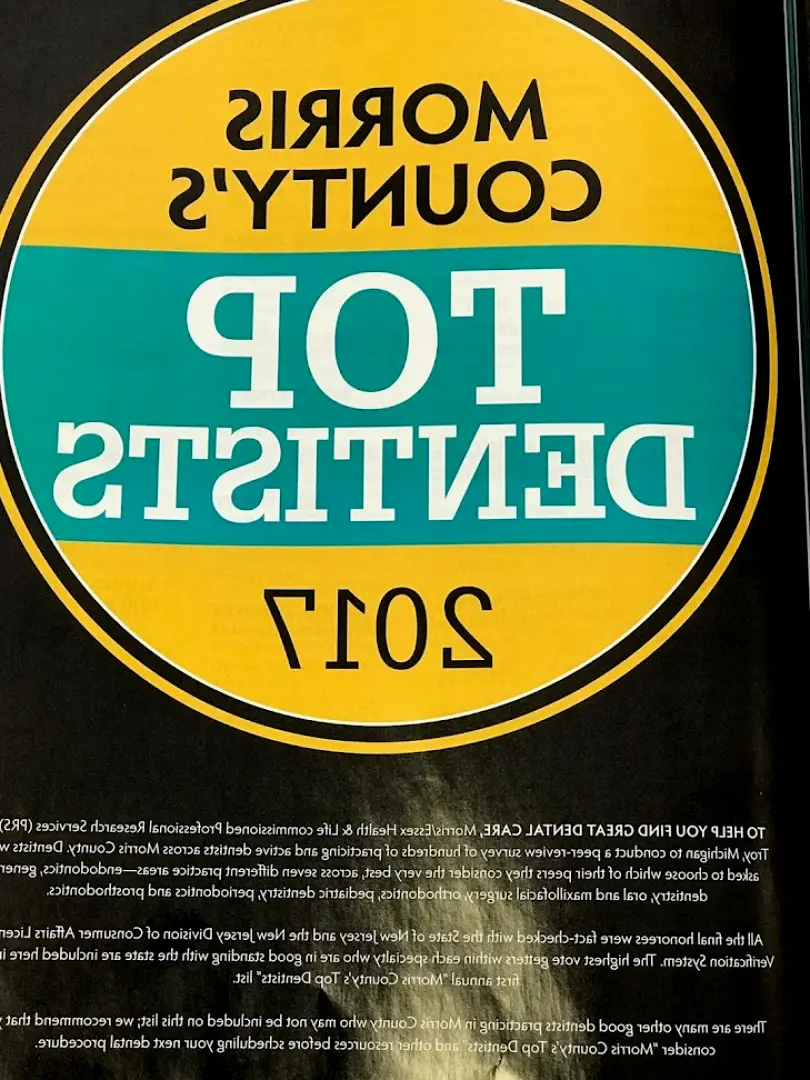 MORRIS
COUNTY'S
TOP
DENTISTS
2017
TO HELP YOU FIND GREAT DENTAL CARE, Morris/Essex Health & Life commissioned Professional Research Services (PRS)
Troy, Michigan to conduct a peer-review survey of hundreds of practicing and active dentists across Morris County. Dentists
asked to choose which of their peers they consider the very best, across seven different practice areas—endodontics,
dentistry, oral and maxillofacial surgery, orthodontics, pediatric dentistry, periodontics and prosthodontics.
All the final honorees were fact-checked with the State of New Jersey and the New Jersey Division of Consumer Affairs
Verification System. The highest vote getters within each specialty who are in good standing with the state are included here
first annual "Morris County's Top Dentists" list.
There are many other good dentists practicing in Morris County who may not be included on this list; we recommend that
consider "Morris County's Top Dentists" and other resources before scheduling your next dental procedure.